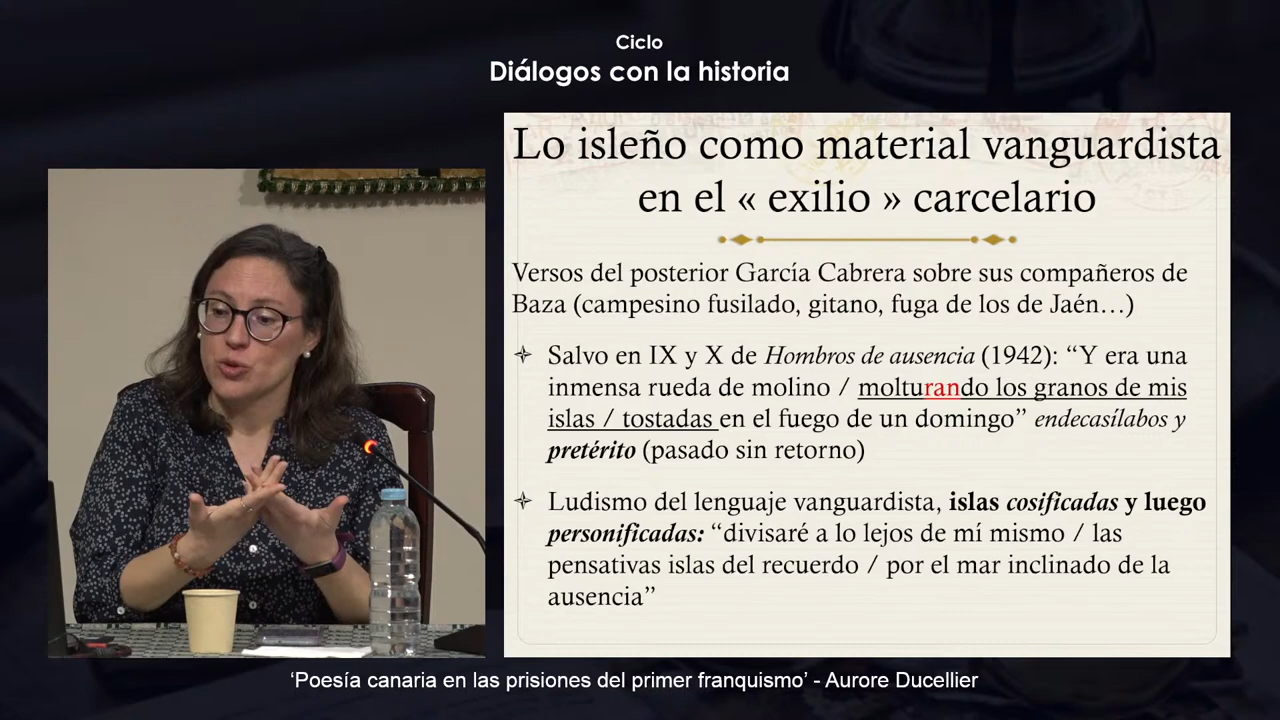 Ciclo
Diálogos con la historia
Lo isleño como material vanguardista
en el « exilio » carcelario
Versos del posterior García Cabrera sobre sus compañeros de
Baza (campesino fusilado, gitano, fuga de los de Jaén…)
Salvo en IX y X de Hombros de ausencia (1942): “Y era una
inmensa rueda de molino / molturando los granos de mis
islas / tostadas en el fuego de un domingo” endecasílabos y
pretérito (pasado sin retorno)
Ludismo del lenguaje vanguardista, islas cosificadas y luego
personificadas: “divisaré a lo lejos de mí mismo / las
pensativas islas del recuerdo / por el mar inclinado de la
ausencia”
‘Poesía canaria en las prisiones del primer franquismo’ - Aurore Ducellier